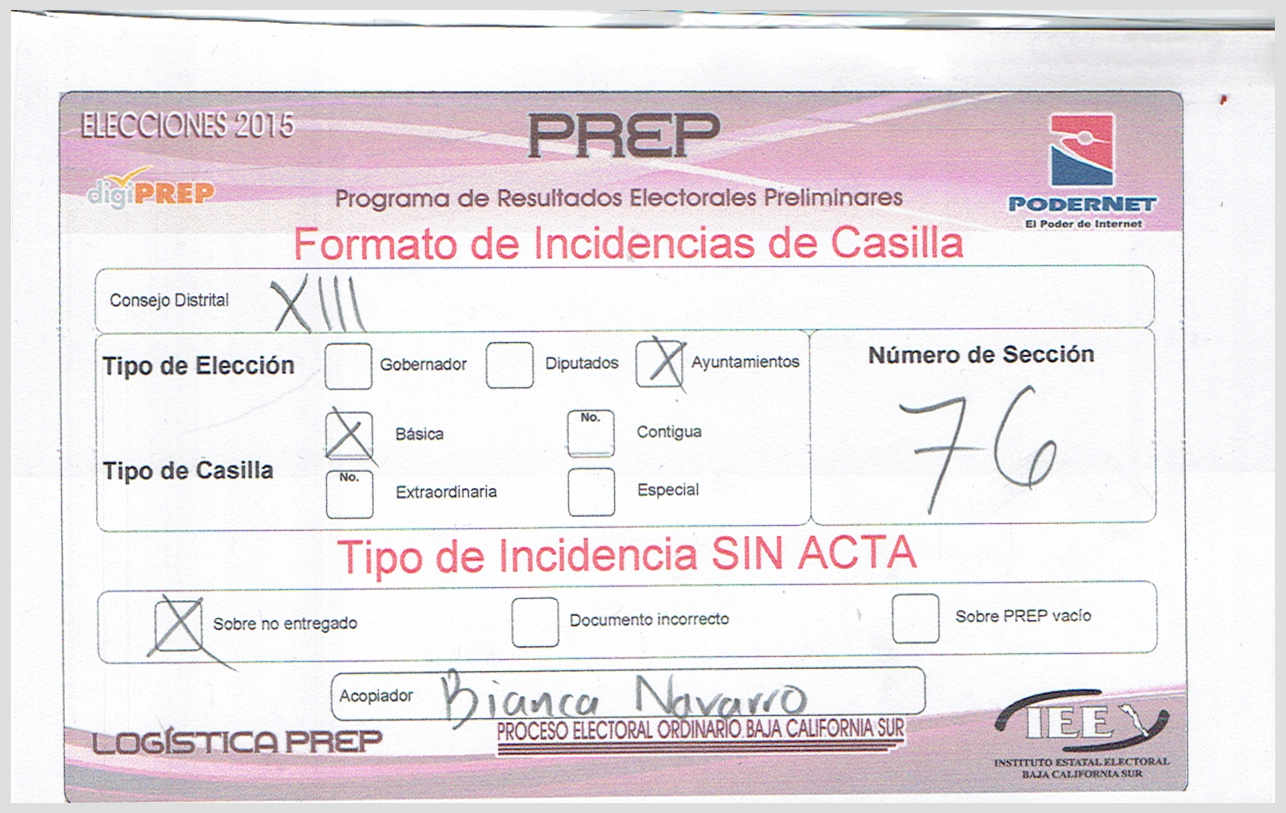 ELECCIONES 2015
PREP
digiPREP
Programa de Resultados Electorales Preliminares
PODERNET
El Poder de Internet
Formato de Incidencias de Casilla
Consejo Distrital XIII
Tipo de Elección Gobernador Diputados X Ayuntamientos
Número de Sección
76
X Básica No. Contigua
Tipo de Casilla
No. Extraordinaria Especial
Tipo de Incidencia SIN ACTA
X Sobre no entregado Documento incorrecto Sobre PREP vacío
Acopiador Bianca Navarro
LOGÍSTICA PREP
PROCESO ELECTORAL ORDINARIO BAJA CALIFORNIA SUR
IEE
INSTITUTO ESTATAL ELECTORAL
BAJA CALIFORNIA SUR